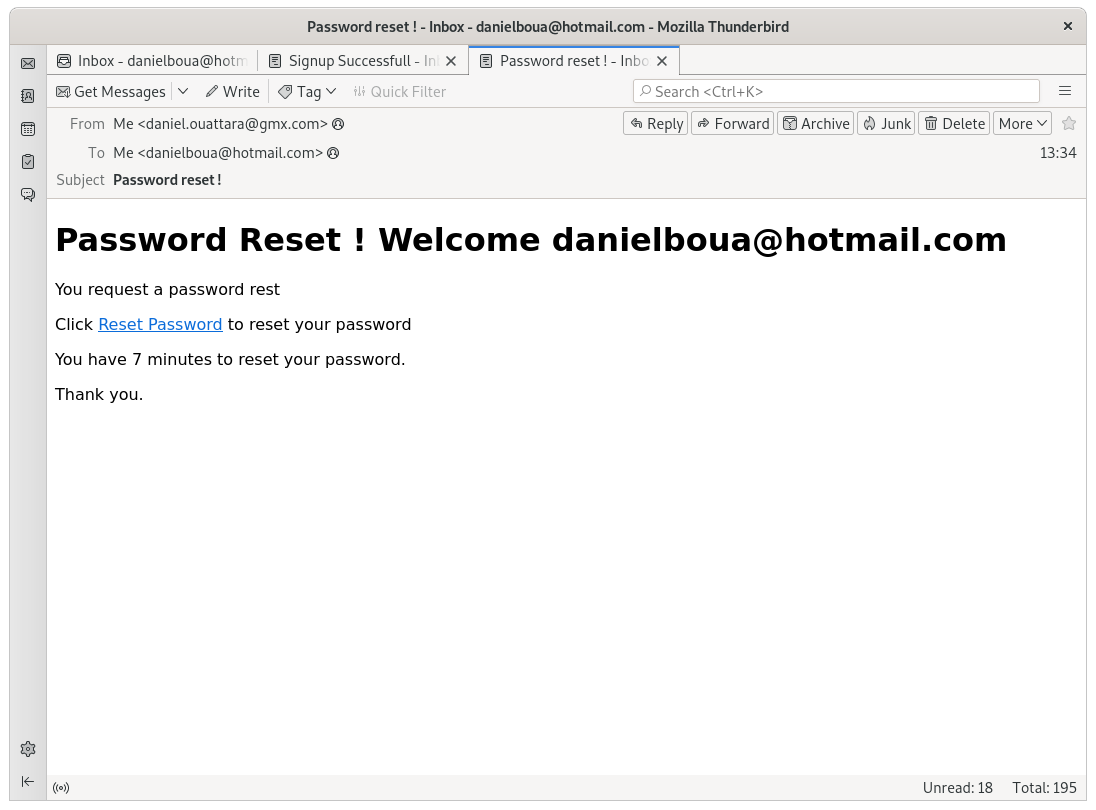 Password reset ! - Inbox - danielboua@hotmail.com - Mozilla Thunderbird
Inbox - danielboua@hotm
Signup Successfull - In
Password reset ! - Inbo
Get Messages
Write
Tag
Quick Filter
Search <Ctrl+K>
From Me <daniel.ouattara@gmx.com>
Reply
Forward
Archive
Junk
Delete
More
To Me <danielboua@hotmail.com>
13:34
Subject Password reset !
Password Reset ! Welcome danielboua@hotmail.com
You request a password rest
Click Reset Password to reset your password
You have 7 minutes to reset your password.
Thank you.
Unread: 18 Total: 195